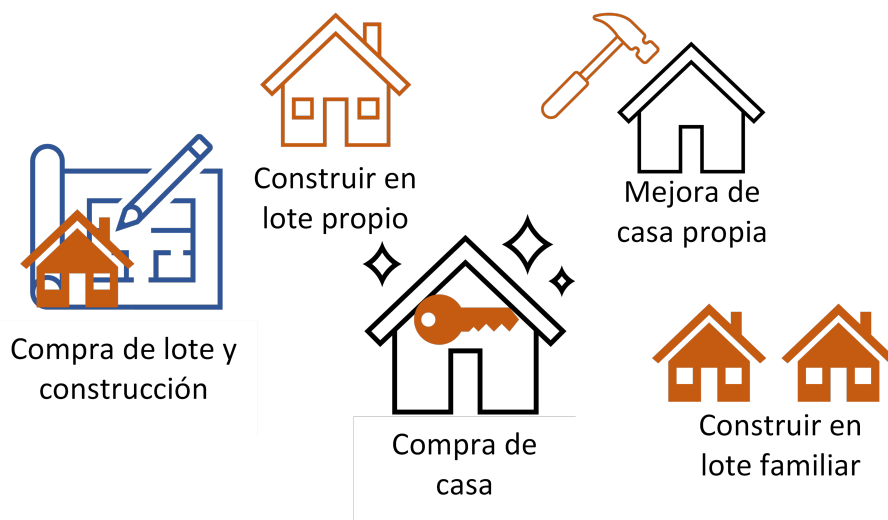 Construir en
lote propio
Mejora de
casa propia
Compra de lote y
construcción
Compra de
casa
Construir en
lote familiar